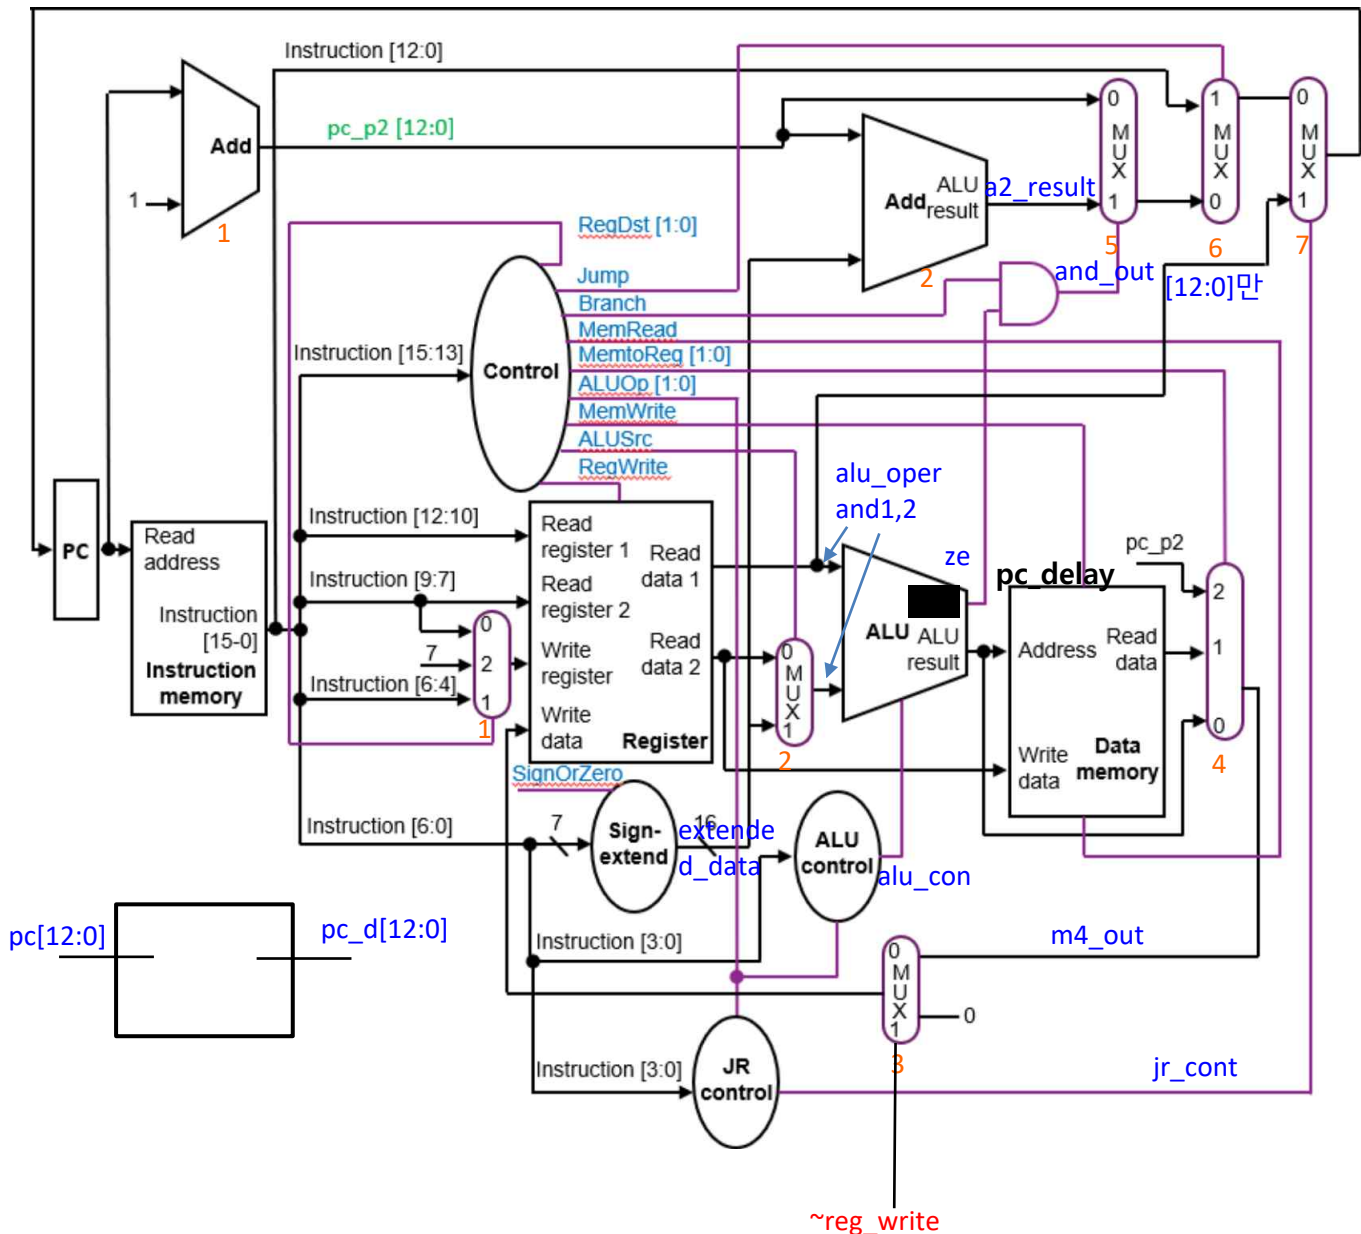 Instruction [12:0]
Add
pc_p2 [12:0]
1
1
0
M
U
X
1
5
1
M
U
X
0
6
0
M
U
X
1
7
ALU
Add result
2
a2_result
and_out
[12:0]만
RegDst [1:0]
Jump
Branch
MemRead
MemtoReg [1:0]
ALUOp [1:0]
MemWrite
ALUSrc
RegWrite
Instruction [15:13]
Control
PC
Read
address
Instruction
[15-0]
Instruction
memory
Instruction [12:10]
Instruction [9:7]
7
Instruction [6:4]
0
2
1
1
Read
register 1
Read
data 1
Read
register 2
Read
data 2
Write
register
Write
data
Register
alu_oper
and1,2
0
M
U
X
1
2
ze
ALU
ALU
result
pc_delay
Address
Read
data
Write
data
Data
memory
pc_p2
2
1
0
4
SignOrZero
Instruction [6:0]
7
Sign-
extend
16
extende
d_data
ALU
control
alu_con
pc[12:0]
pc_d[12:0]
Instruction [3:0]
0
M
U
X
1
3
m4_out
0
Instruction [3:0]
JR
control
jr_cont
~reg_write